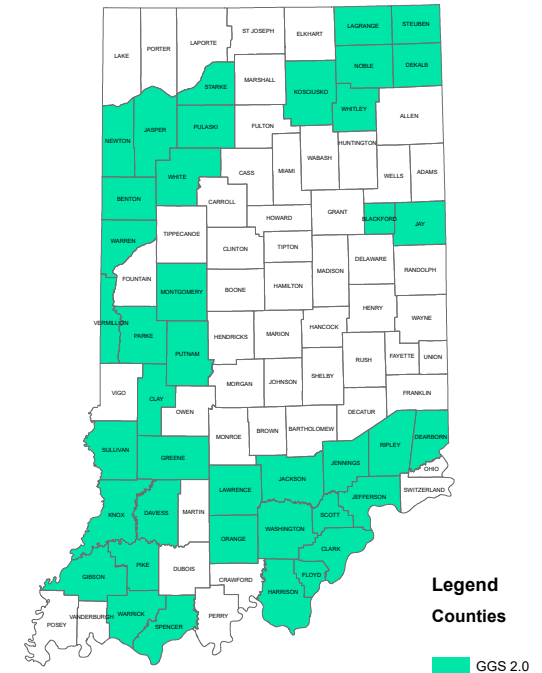 LAGRANGE
STEUBEN
ST JOSEPH
ELKHART
LAPORTE
PORTER
LAKE
NOBLE
DEKALB
MARSHALL
STARKE
KOSCIUSKO
WHITLEY
ALLEN
FULTON
PULASKI
JASPER
NEWTON
HUNTINGTON
WABASH
MIAMI
CASS
WHITE
WELLS
ADAMS
BENTON
CARROLL
GRANT
HOWARD
BLACKFORD
JAY
TIPPECANOE
WARREN
CLINTON
TIPTON
DELAWARE
MADISON
RANDOLPH
FOUNTAIN
MONTGOMERY
BOONE
HAMILTON
HENRY
WAYNE
VERMILLION
PARKE
HENDRICKS
MARION
HANCOCK
PUTNAM
RUSH
FAYETTE
UNION
SHELBY
MORGAN
JOHNSON
VIGO
CLAY
FRANKLIN
OWEN
DECATUR
MONROE
BROWN
BARTHOLOMEW
DEARBORN
RIPLEY
SULLIVAN
GREENE
JENNINGS
OHIO
JACKSON
LAWRENCE
SWITZERLAND
JEFFERSON
KNOX
DAVIESS
MARTIN
SCOTT
WASHINGTON
ORANGE
CLARK
PIKE
DUBOIS
GIBSON
CRAWFORD
FLOYD
HARRISON
WARRICK
PERRY
VANDERBURGH
POSEY
SPENCER
Legend
Counties
GGS 2.0